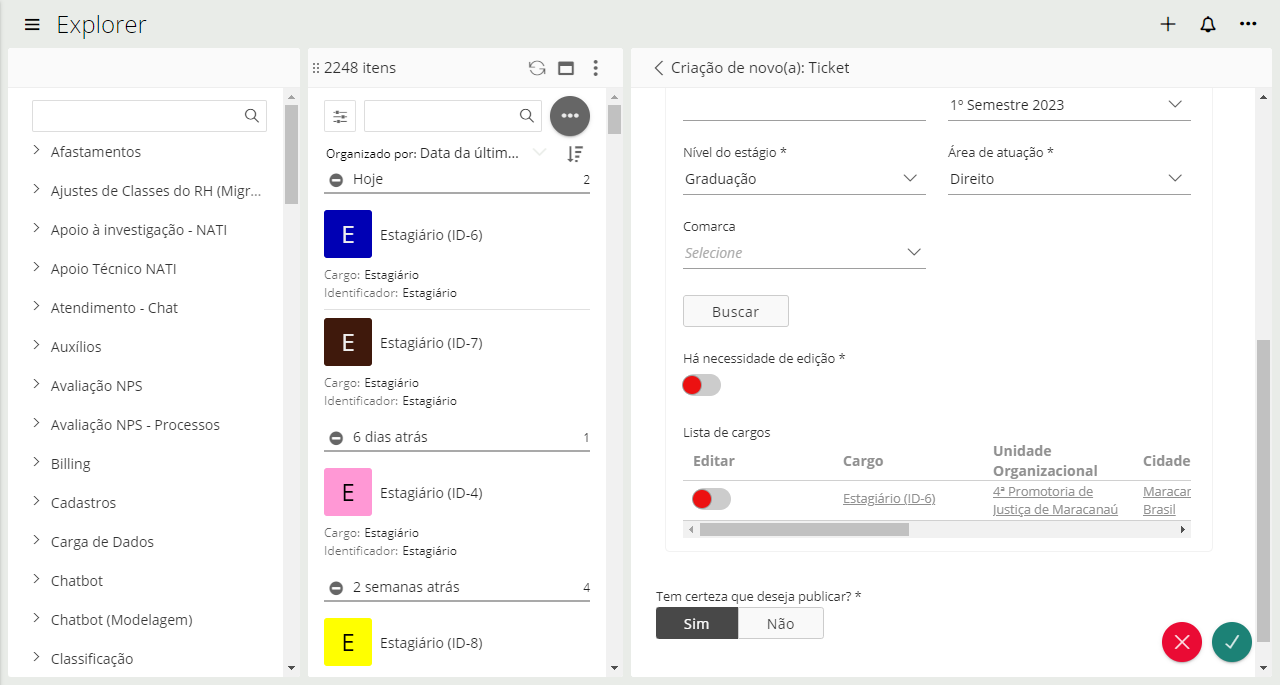 Explorer
2248 itens
Criação de novo(a): Ticket
Afastamentos
Ajustes de Classes do RH (Migr...
Apoio à investigação - NATI
Apoio Técnico NATI
Atendimento - Chat
Auxílios
Avaliação NPS
Avaliação NPS - Processos
Billing
Cadastros
Carga de Dados
Chatbot
Chatbot (Modelagem)
Classificação
Organizado por: Data da últim...
Hoje 2
E Estagiário (ID-6)
Cargo: Estagiário
Identificador: Estagiário
E Estagiário (ID-7)
Cargo: Estagiário
Identificador: Estagiário
6 dias atrás 1
E Estagiário (ID-4)
Cargo: Estagiário
Identificador: Estagiário
2 semanas atrás 4
E Estagiário (ID-8)
1º Semestre 2023
Nível do estágio * Área de atuação *
Graduação Direito
Comarca
Selecione
Buscar
Há necessidade de edição *
Lista de cargos
Editar Cargo Unidade Organizacional Cidade
Estagiário (ID-6) 4ª Promotoria de Maracar
Justiça de Maracanaú Brasil
Tem certeza que deseja publicar? *
Sim Não